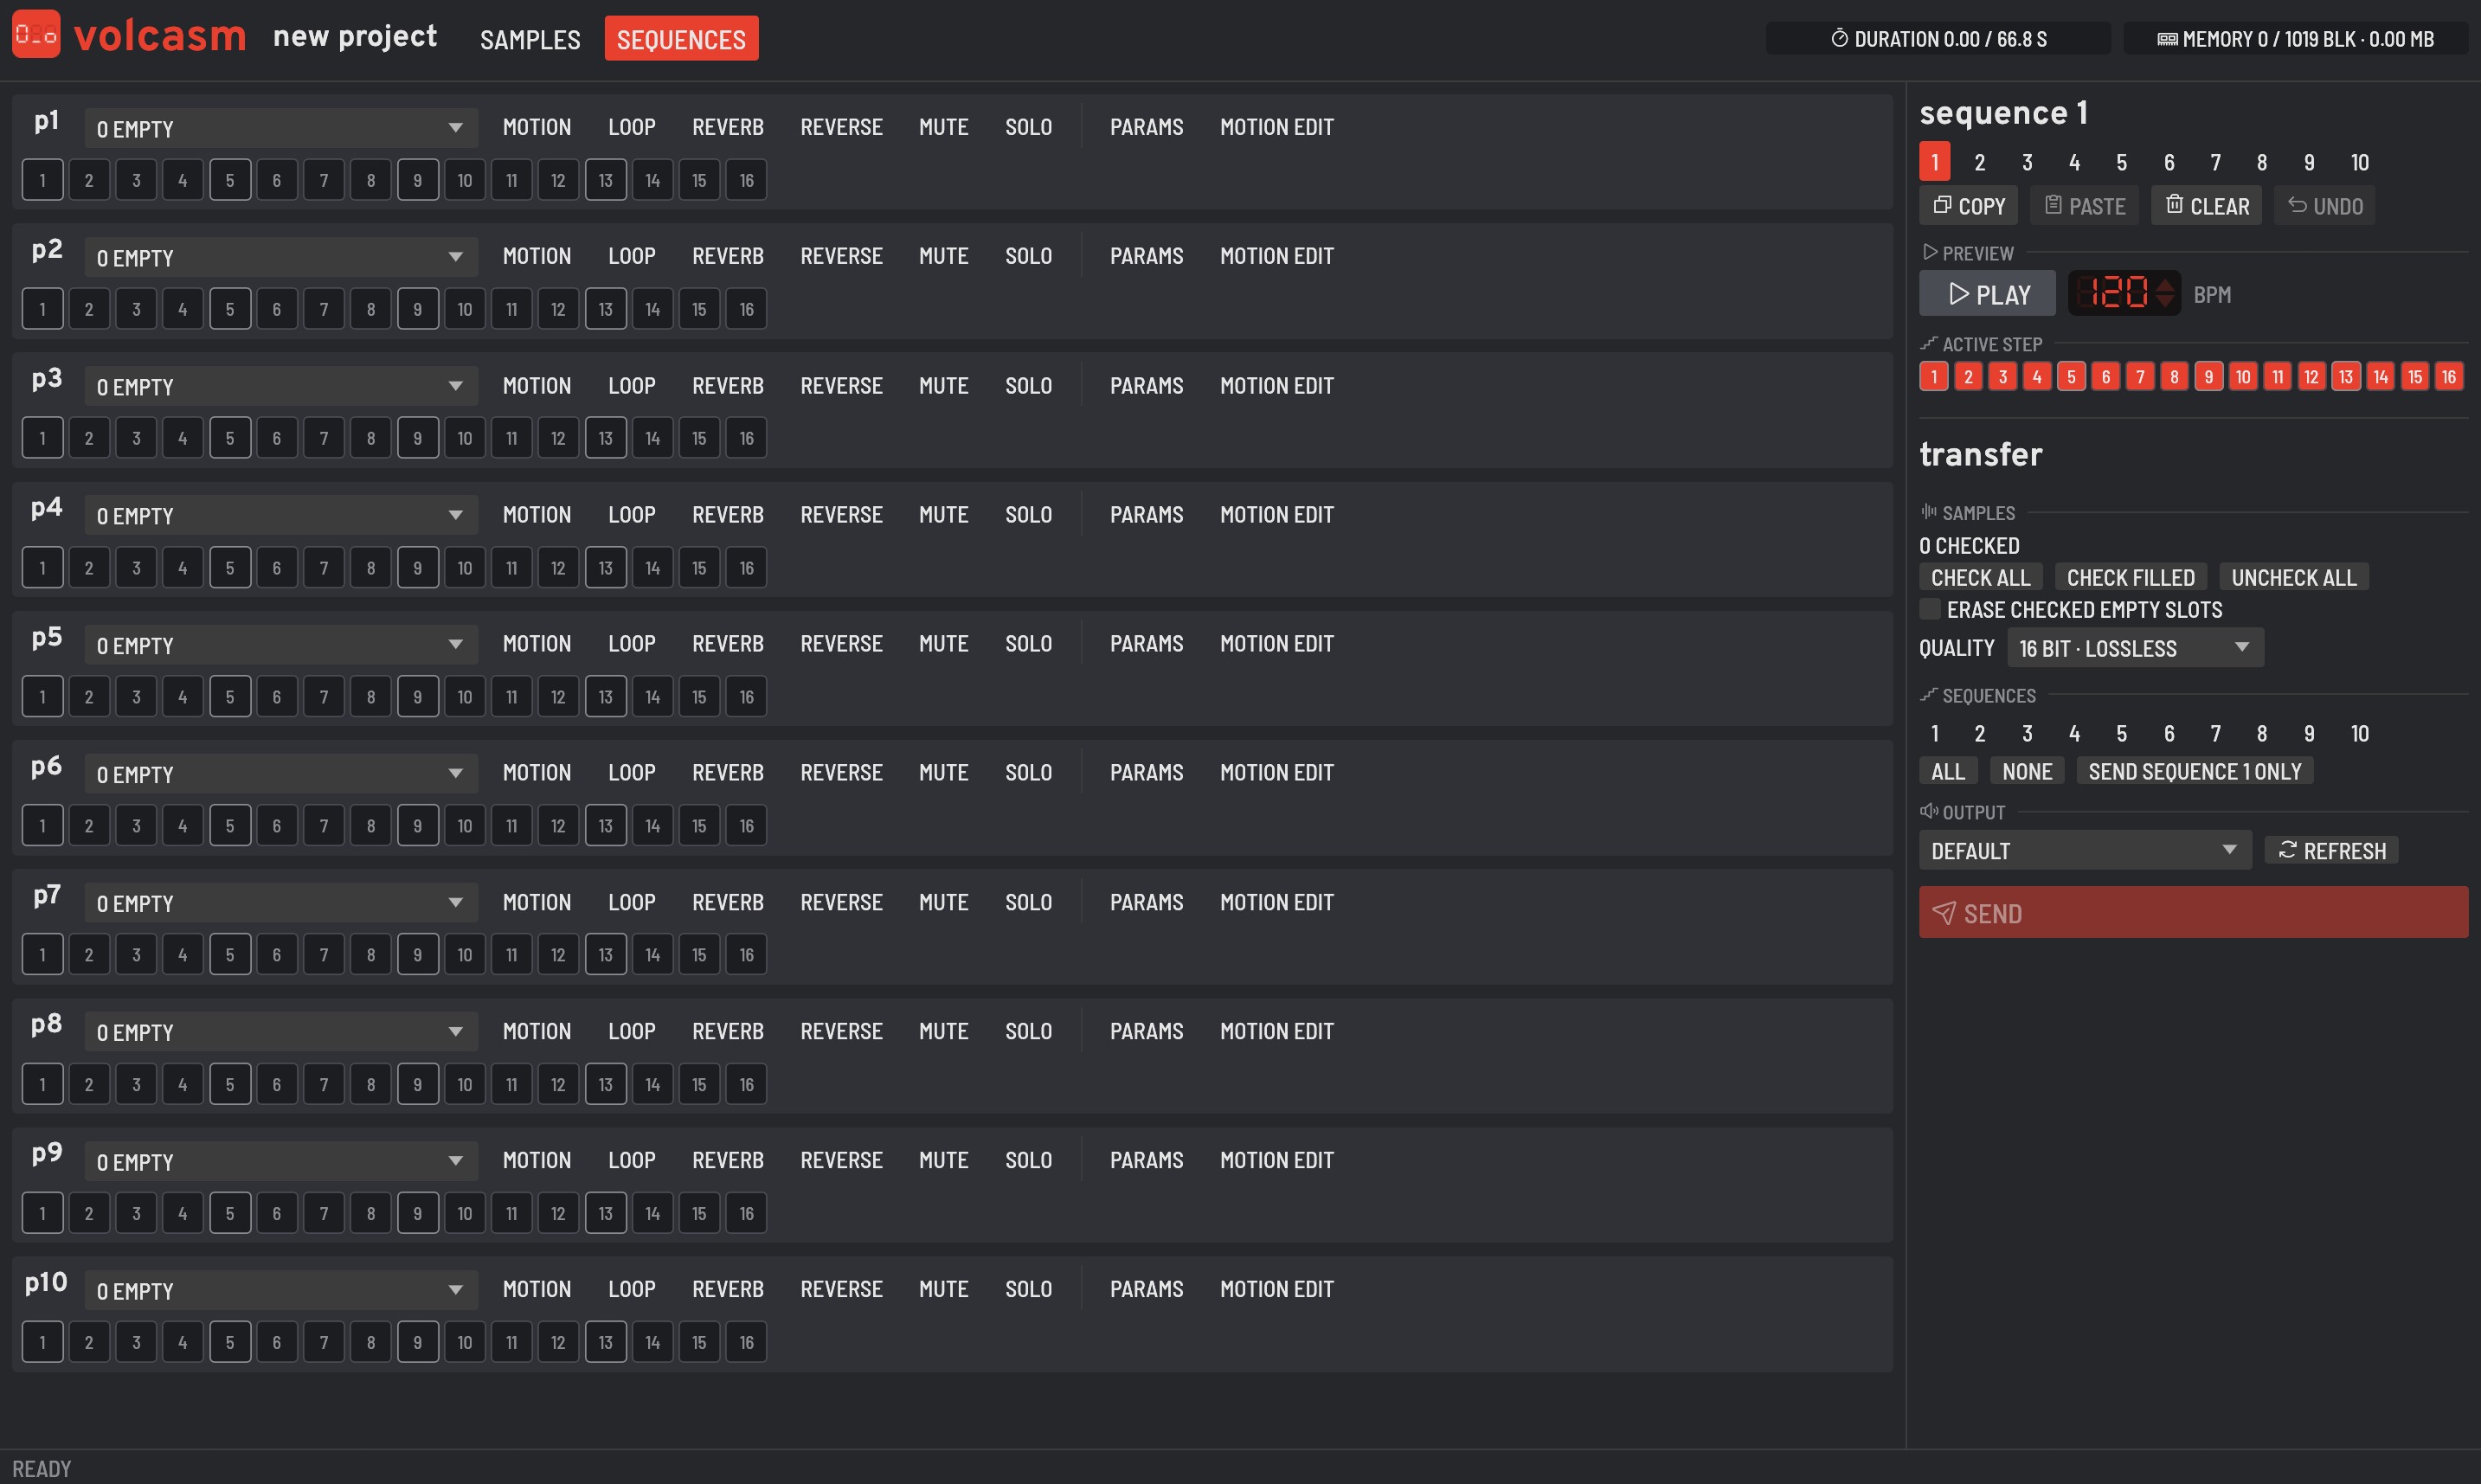 volcasm new project SAMPLES SEQUENCES DURATION 0.00 / 66.8 S MEMORY 0 / 1019 BLK · 0.00 MB
p1 0 EMPTY MOTION LOOP REVERB REVERSE MUTE SOLO PARAMS MOTION EDIT
1 2 3 4 5 6 7 8 9 10 11 12 13 14 15 16
p2 0 EMPTY MOTION LOOP REVERB REVERSE MUTE SOLO PARAMS MOTION EDIT
1 2 3 4 5 6 7 8 9 10 11 12 13 14 15 16
p3 0 EMPTY MOTION LOOP REVERB REVERSE MUTE SOLO PARAMS MOTION EDIT
1 2 3 4 5 6 7 8 9 10 11 12 13 14 15 16
p4 0 EMPTY MOTION LOOP REVERB REVERSE MUTE SOLO PARAMS MOTION EDIT
1 2 3 4 5 6 7 8 9 10 11 12 13 14 15 16
p5 0 EMPTY MOTION LOOP REVERB REVERSE MUTE SOLO PARAMS MOTION EDIT
1 2 3 4 5 6 7 8 9 10 11 12 13 14 15 16
p6 0 EMPTY MOTION LOOP REVERB REVERSE MUTE SOLO PARAMS MOTION EDIT
1 2 3 4 5 6 7 8 9 10 11 12 13 14 15 16
p7 0 EMPTY MOTION LOOP REVERB REVERSE MUTE SOLO PARAMS MOTION EDIT
1 2 3 4 5 6 7 8 9 10 11 12 13 14 15 16
p8 0 EMPTY MOTION LOOP REVERB REVERSE MUTE SOLO PARAMS MOTION EDIT
1 2 3 4 5 6 7 8 9 10 11 12 13 14 15 16
p9 0 EMPTY MOTION LOOP REVERB REVERSE MUTE SOLO PARAMS MOTION EDIT
1 2 3 4 5 6 7 8 9 10 11 12 13 14 15 16
p10 0 EMPTY MOTION LOOP REVERB REVERSE MUTE SOLO PARAMS MOTION EDIT
1 2 3 4 5 6 7 8 9 10 11 12 13 14 15 16
sequence 1
1 2 3 4 5 6 7 8 9 10
COPY PASTE CLEAR UNDO
PREVIEW
PLAY 120 BPM
ACTIVE STEP
1 2 3 4 5 6 7 8 9 10 11 12 13 14 15 16
transfer
SAMPLES
0 CHECKED
CHECK ALL CHECK FILLED UNCHECK ALL
ERASE CHECKED EMPTY SLOTS
QUALITY 16 BIT · LOSSLESS
SEQUENCES
1 2 3 4 5 6 7 8 9 10
ALL NONE SEND SEQUENCE 1 ONLY
OUTPUT
DEFAULT REFRESH
SEND
READY